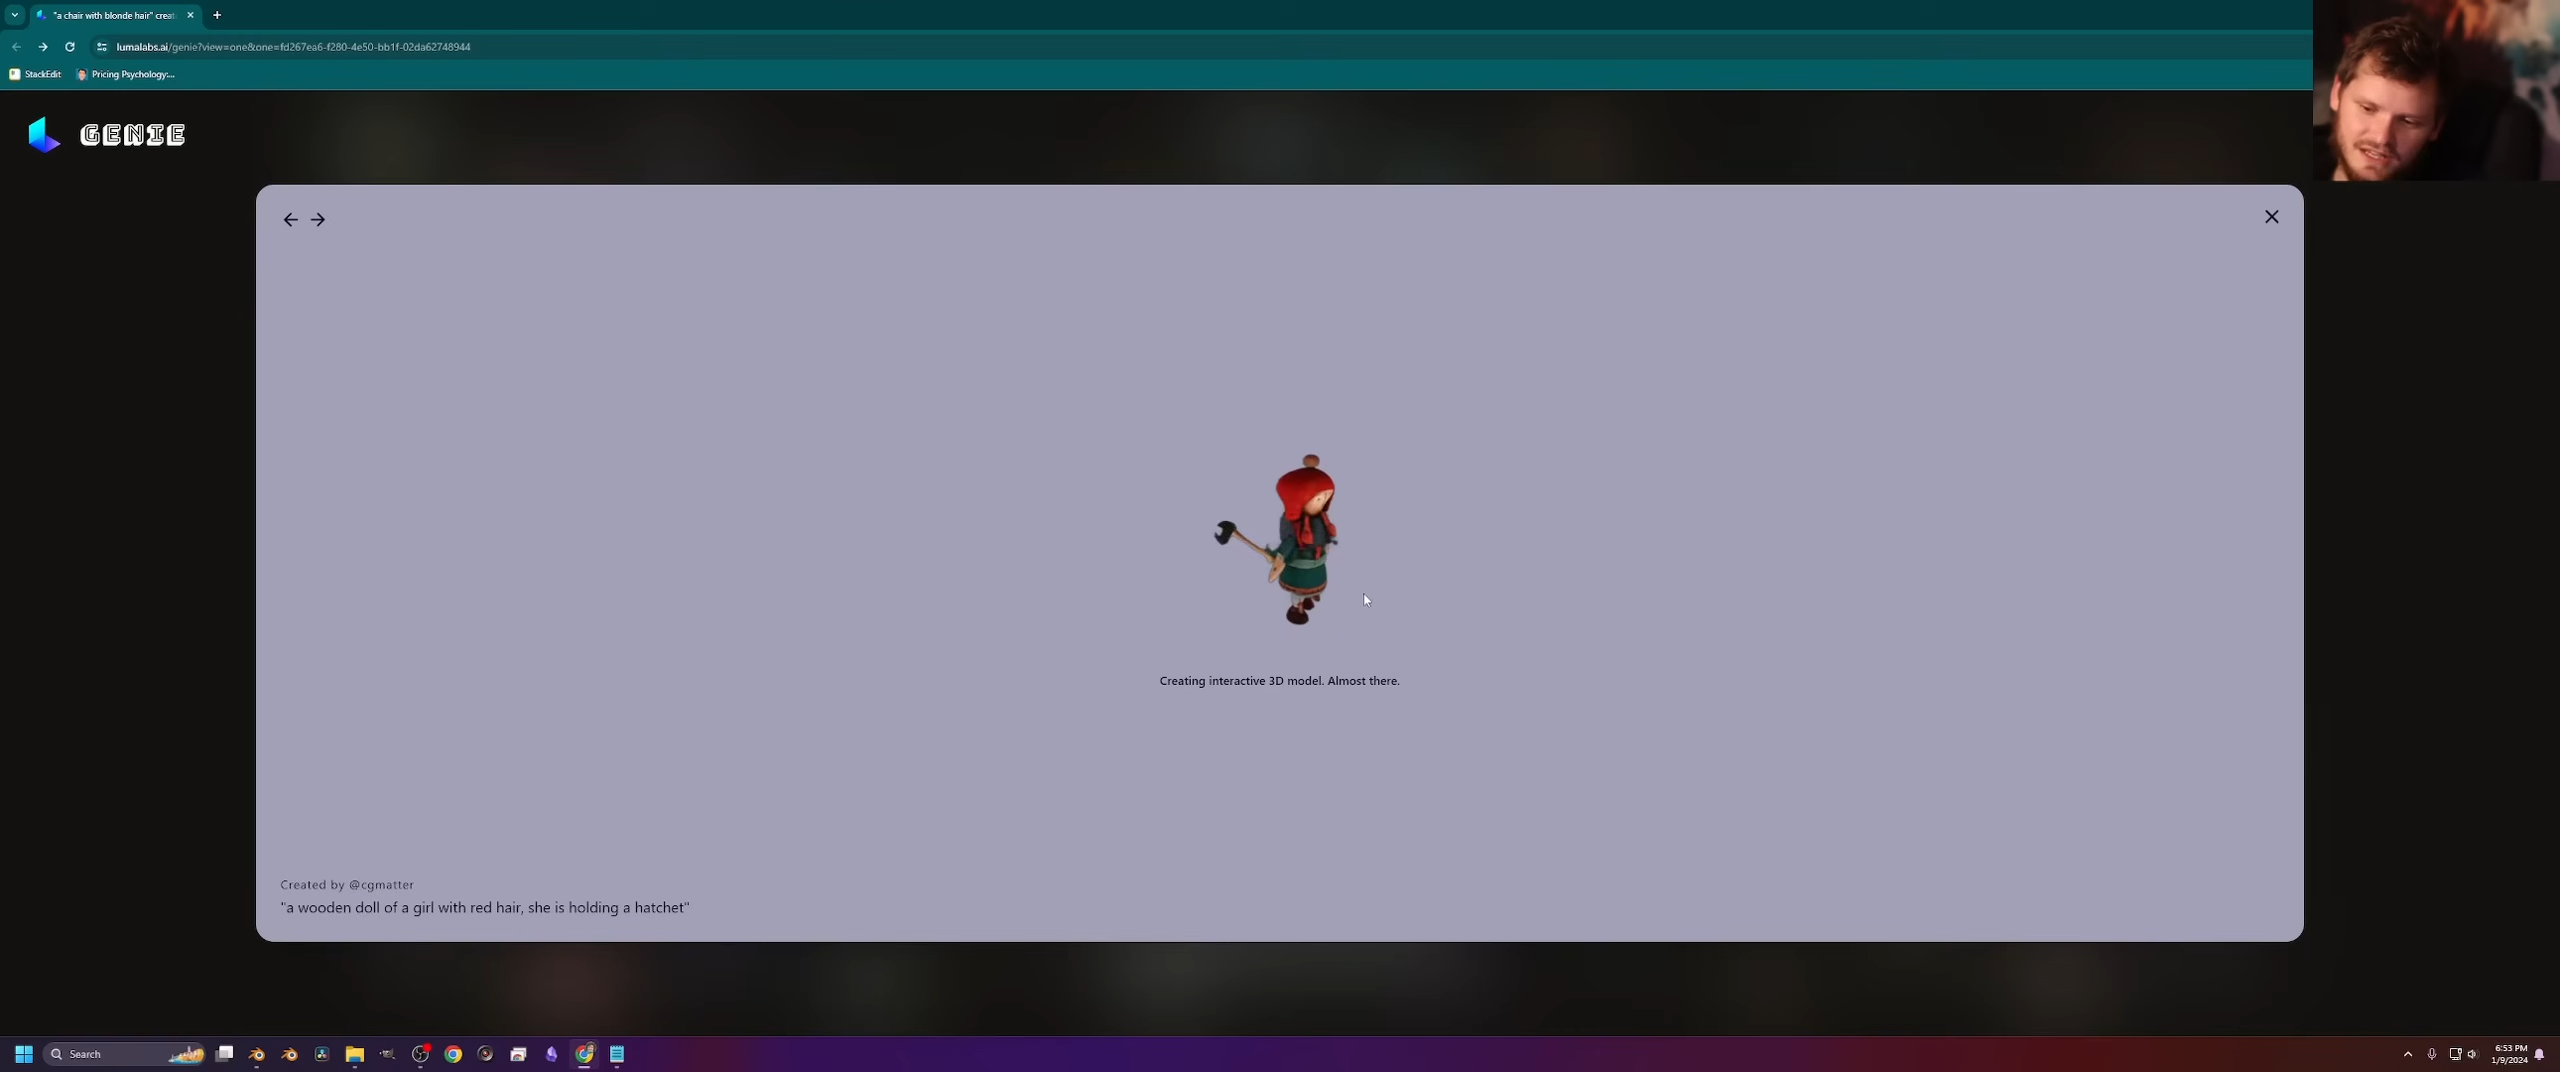 "a chair with blonde hair" creat
lumalabs.ai/genie?view=one&one=fd267ea6-f280-4e50-bb1f-02da62748944
StackEdit
Pricing Psychology:...
GENIE
Creating interactive 3D model. Almost there.
Created by @cgmatter
"a wooden doll of a girl with red hair, she is holding a hatchet"
Search
6:53 PM
1/9/2024